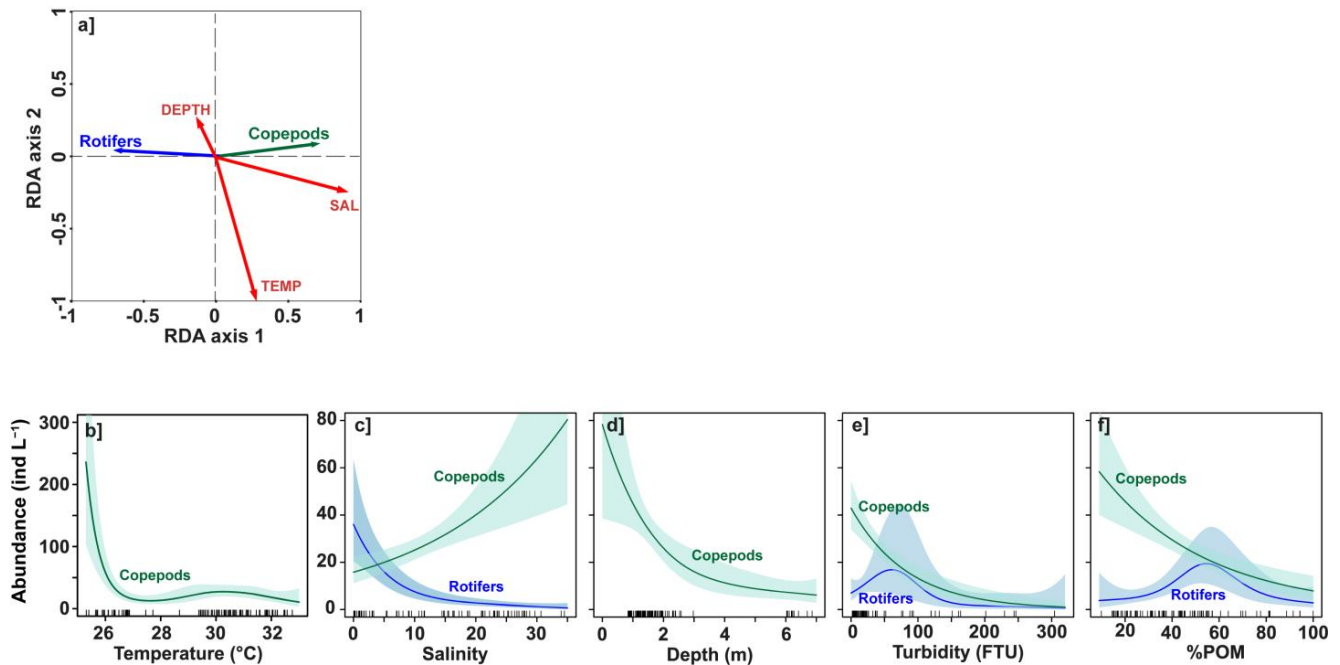 a]
1
0.5
0
-0.5
-1
RDA axis 2
DEPTH
Rotifers
Copepods
SAL
TEMP
-1 -0.5 0 0.5 1
RDA axis 1
Abundance (ind L⁻¹)
b]
300
200
100
0
Copepods
26 28 30 32
Temperature (°C)
c]
80
60
40
20
0
Copepods
Rotifers
0 10 20 30
Salinity
d]
Copepods
0 2 4 6
Depth (m)
e]
Copepods
Rotifers
0 100 200 300
Turbidity (FTU)
f]
Copepods
Rotifers
20 40 60 80 100
%POM